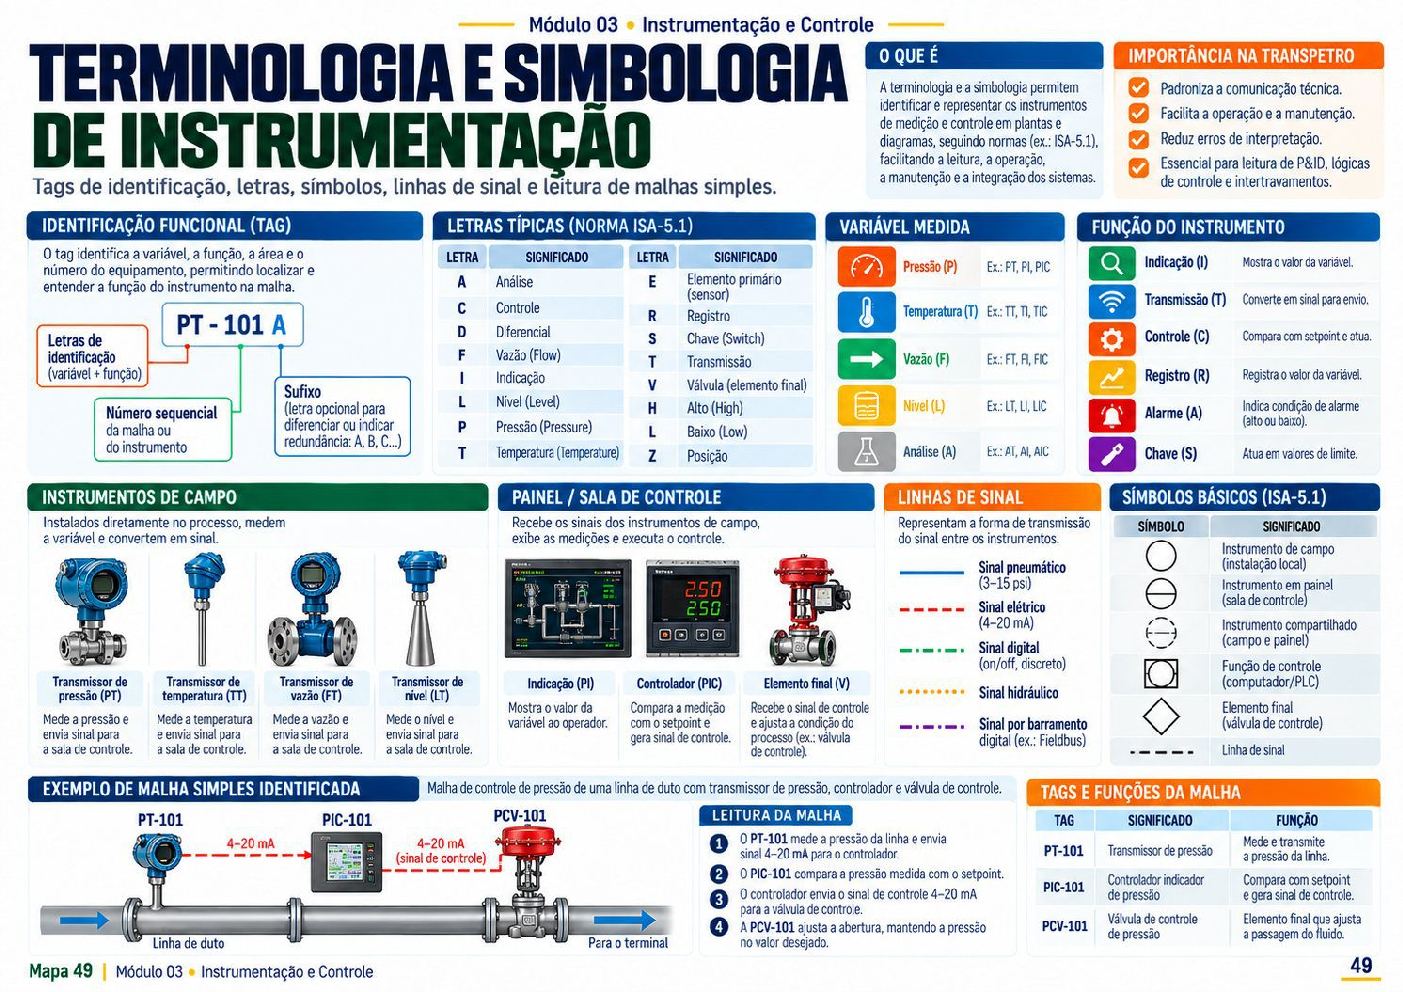 Módulo 03 • Instrumentação e Controle
TERMINOLOGIA E SIMBOLOGIA
DE INSTRUMENTAÇÃO
Tags de identificação, letras, símbolos, linhas de sinal e leitura de malhas simples.
O QUE É
A terminologia e a simbologia permitem
identificar e representar os instrumentos
de medição e controle em plantas e
diagramas, seguindo normas (ex.: ISA-5.1),
facilitando a leitura, a operação,
a manutenção e a integração dos sistemas.
IMPORTÂNCIA NA TRANSPETRO
Padroniza a comunicação técnica.
Facilita a operação e a manutenção.
Reduz erros de interpretação.
Essencial para leitura de P&ID, lógicas
de controle e intertravamentos.
IDENTIFICAÇÃO FUNCIONAL (TAG)
O tag identifica a variável, a função, a área e o
número do equipamento, permitindo localizar e
entender a função do instrumento na malha.
PT - 101 A
Letras de
identificação
(variável + função)
Número sequencial
da malha ou
do instrumento
Sufixo
(letra opcional para
diferenciar ou indicar
redundância: A, B, C...)
LETRAS TÍPICAS (NORMA ISA-5.1)
LETRA SIGNIFICADO
A Análise
C Controle
D Diferencial
F Vazão (Flow)
I Indicação
L Nível (Level)
P Pressão (Pressure)
T Temperatura (Temperature)
LETRA SIGNIFICADO
E Elemento primário
(sensor)
R Registro
S Chave (Switch)
T Transmissão
V Válvula (elemento final)
H Alto (High)
L Baixo (Low)
Z Posição
VARIÁVEL MEDIDA
Pressão (P) Ex.: PT, PI, PIC
Temperatura (T) Ex.: TT, TI, TIC
Vazão (F) Ex.: FT, FI, FIC
Nível (L) Ex.: LT, LI, LIC
Análise (A) Ex.: AT, AI, AIC
FUNÇÃO DO INSTRUMENTO
Indicação (I) Mostra o valor da variável.
Transmissão (T) Converte em sinal para envio.
Controle (C) Compara com setpoint e atua.
Registro (R) Registra o valor da variável.
Alarme (A) Indica condição de alarme
(alto ou baixo).
Chave (S) Atua em valores de limite.
INSTRUMENTOS DE CAMPO
Instalados diretamente no processo, medem
a variável e convertem em sinal.
Transmissor de
pressão (PT)
Mede a pressão e
envia sinal para
a sala de controle.
Transmissor de
temperatura (TT)
Mede a temperatura
e envia sinal para
a sala de controle.
Transmissor de
vazão (FT)
Mede a vazão e
envia sinal para
a sala de controle.
Transmissor de
nível (LT)
Mede o nível e
envia sinal para
a sala de controle.
PAINEL / SALA DE CONTROLE
Recebe os sinais dos instrumentos de campo,
exibe as medições e executa o controle.
2.50
2.50
Indicação (PI)
Mostra o valor da
variável ao operador.
Controlador (PIC)
Compara a medição
com o setpoint e
gera sinal de controle.
Elemento final (V)
Recebe o sinal de controle
e ajusta a condição do
processo (ex.: válvula
de controle).
LINHAS DE SINAL
Representam a forma de transmissão
do sinal entre os instrumentos.
Sinal pneumático
(3–15 psi)
Sinal elétrico
(4–20 mA)
Sinal digital
(on/off, discreto)
Sinal hidráulico
Sinal por barramento
digital (ex.: Fieldbus)
SÍMBOLOS BÁSICOS (ISA-5.1)
SÍMBOLO SIGNIFICADO
Instrumento de campo
(instalação local)
Instrumento em painel
(sala de controle)
Instrumento compartilhado
(campo e painel)
Função de controle
(computador/PLC)
Elemento final
(válvula de controle)
Linha de sinal
EXEMPLO DE MALHA SIMPLES IDENTIFICADA
Malha de controle de pressão de uma linha de duto com transmissor de pressão, controlador e válvula de controle.
PT-101
4–20 mA
PIC-101
4–20 mA
(sinal de controle)
PCV-101
Linha de duto
Para o terminal
LEITURA DA MALHA
1 O PT-101 mede a pressão da linha e envia
sinal 4–20 mA para o controlador.
2 O PIC-101 compara a pressão medida com o setpoint.
3 O controlador envia o sinal de controle 4–20 mA
para a válvula de controle.
4 A PCV-101 ajusta a abertura, mantendo a pressão
no valor desejado.
TAGS E FUNÇÕES DA MALHA
TAG SIGNIFICADO FUNÇÃO
PT-101 Transmissor de pressão Mede e transmite
a pressão da linha.
PIC-101 Controlador indicador
de pressão Compara com setpoint
e gera sinal de controle.
PCV-101 Válvula de controle
de pressão Elemento final que ajusta
a passagem do fluido.
Mapa 49 | Módulo 03 • Instrumentação e Controle
49